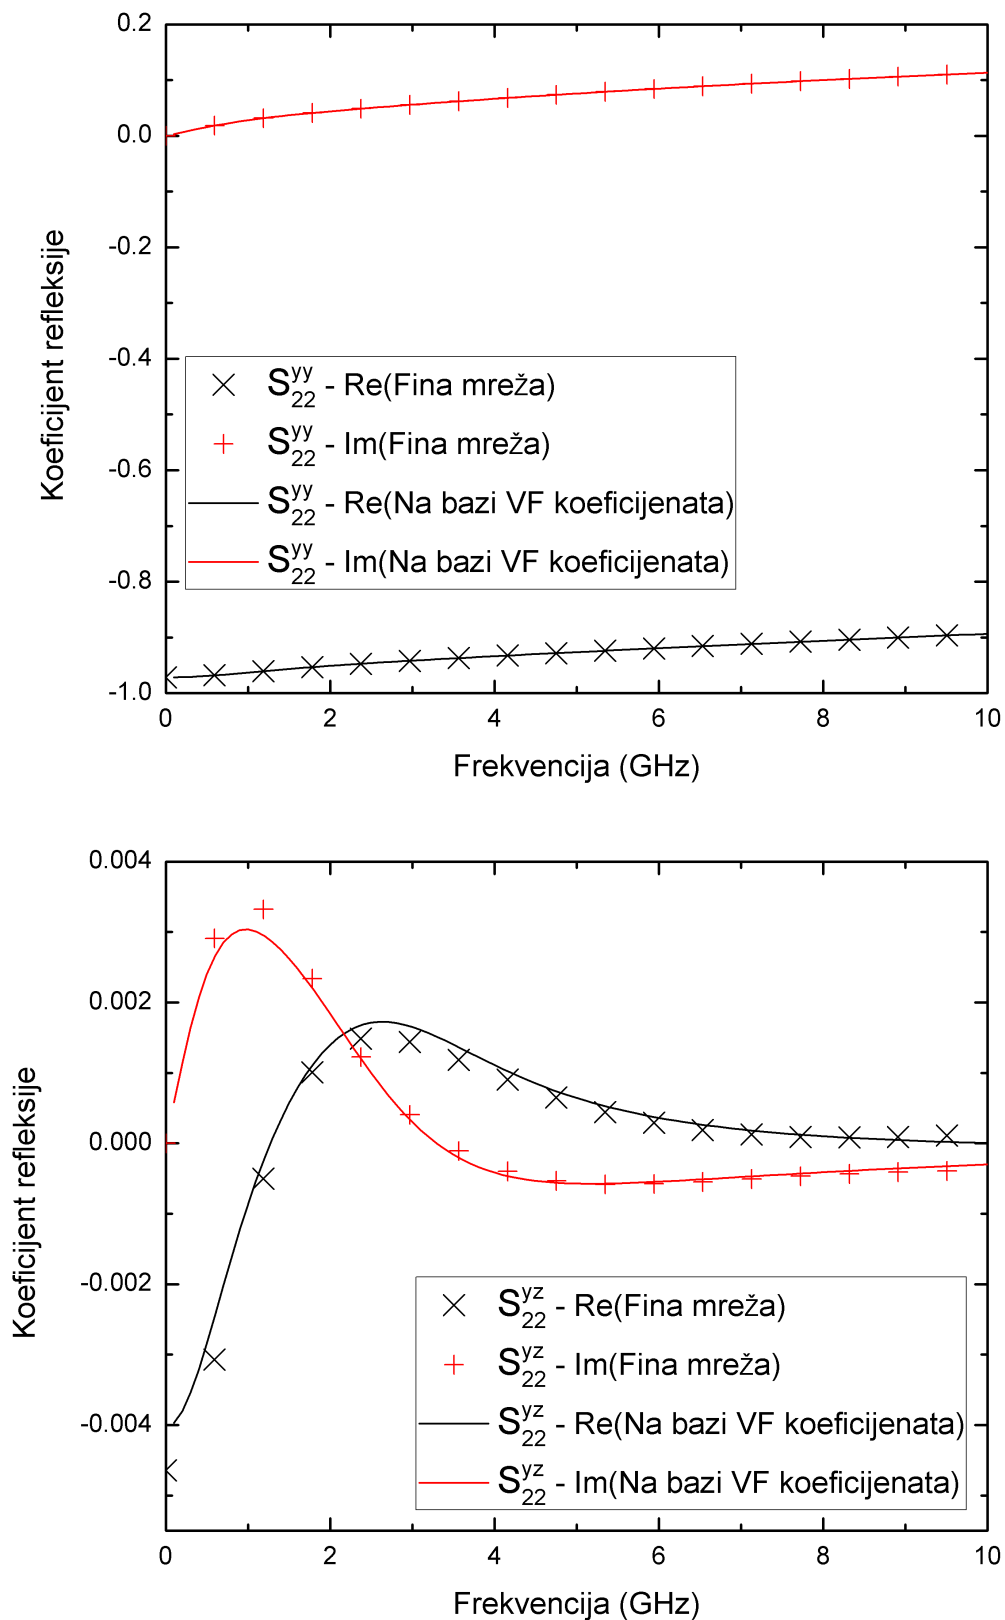 0.2
0.0
-0.2
-0.4
-0.6
-0.8
-1.0
Koeficijent refleksije
S22yy - Re(Fina mreža)
S22yy - Im(Fina mreža)
S22yy - Re(Na bazi VF koeficijenata)
S22yy - Im(Na bazi VF koeficijenata)
0 2 4 6 8 10
Frekvencija (GHz)
0.004
0.002
0.000
-0.002
-0.004
Koeficijent refleksije
S22yz - Re(Fina mreža)
S22yz - Im(Fina mreža)
S22yz - Re(Na bazi VF koeficijenata)
S22yz - Im(Na bazi VF koeficijenata)
0 2 4 6 8 10
Frekvencija (GHz)